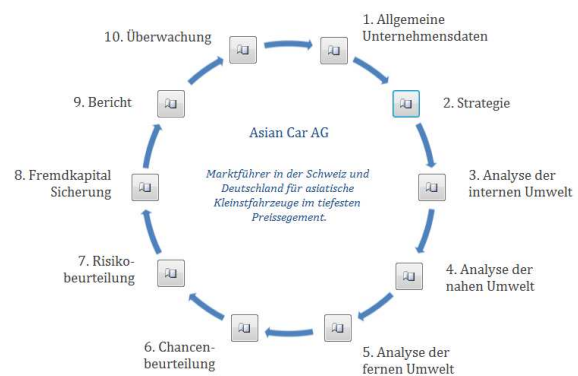 1. Allgemeine
Unternehmensdaten
2. Strategie
3. Analyse der
internen Umwelt
4. Analyse der
nahen Umwelt
5. Analyse der
fernen Umwelt
6. Chancen-
beurteilung
7. Risiko-
beurteilung
8. Fremdkapital
Sicherung
9. Bericht
10. Überwachung
Asian Car AG
Marktführer in der Schweiz und
Deutschland für asiatische
Kleinstfahrzeuge im tiefesten
Preissegement.